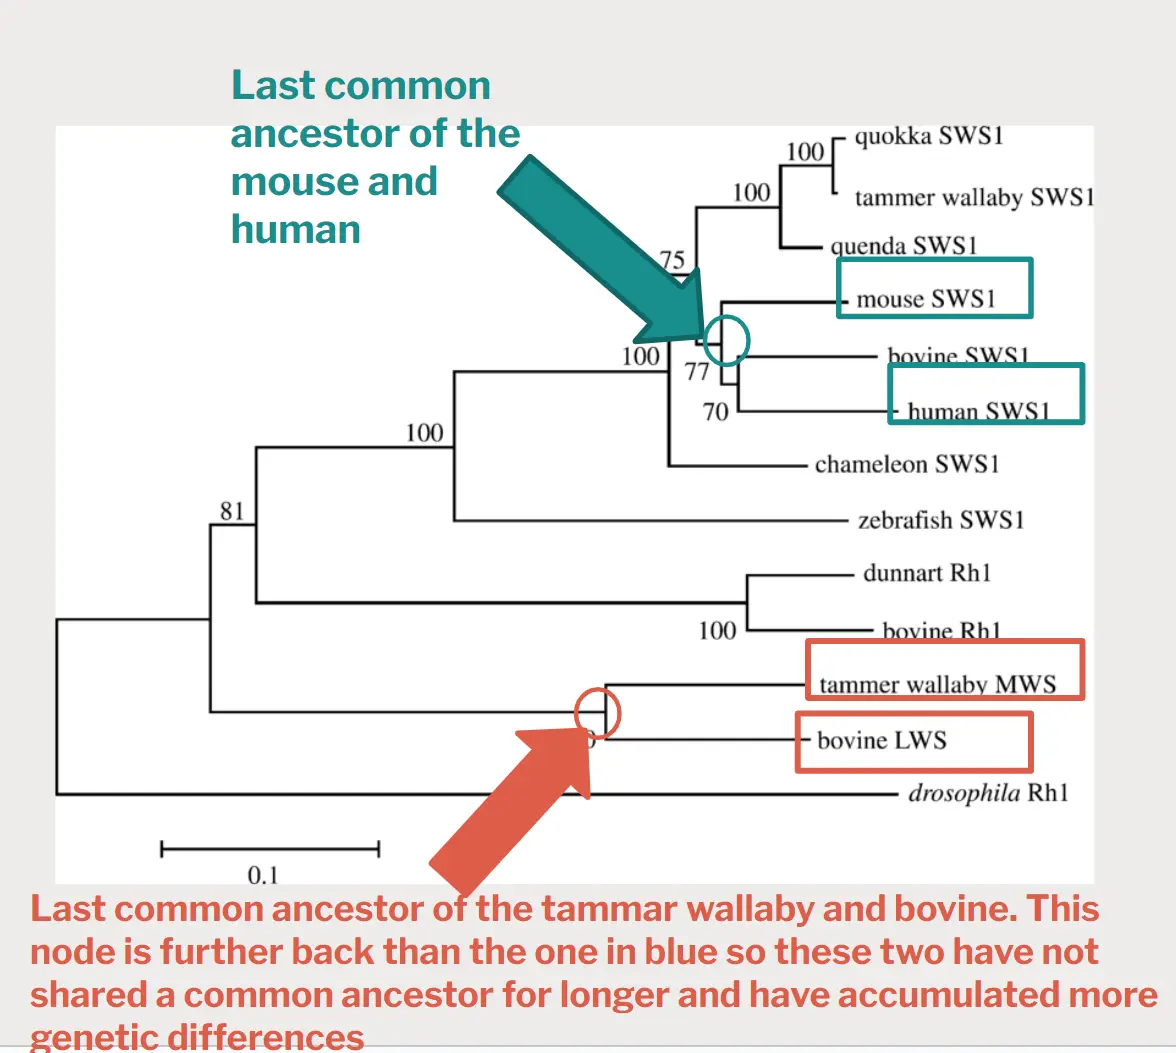 Last common
ancestor of the
mouse and
human
quokka SWS1
100
tammer wallaby SWS1
100
quenda SWS1
75
mouse SWS1
100
bovine SWS1
77
70
human SWS1
100
chameleon SWS1
81
zebrafish SWS1
dunnart Rh1
100
bovine Rh1
tammer wallaby MWS
bovine LWS
drosophila Rh1
0.1
Last common ancestor of the tammar wallaby and bovine. This
node is further back than the one in blue so these two have not
shared a common ancestor for longer and have accumulated more
genetic differences